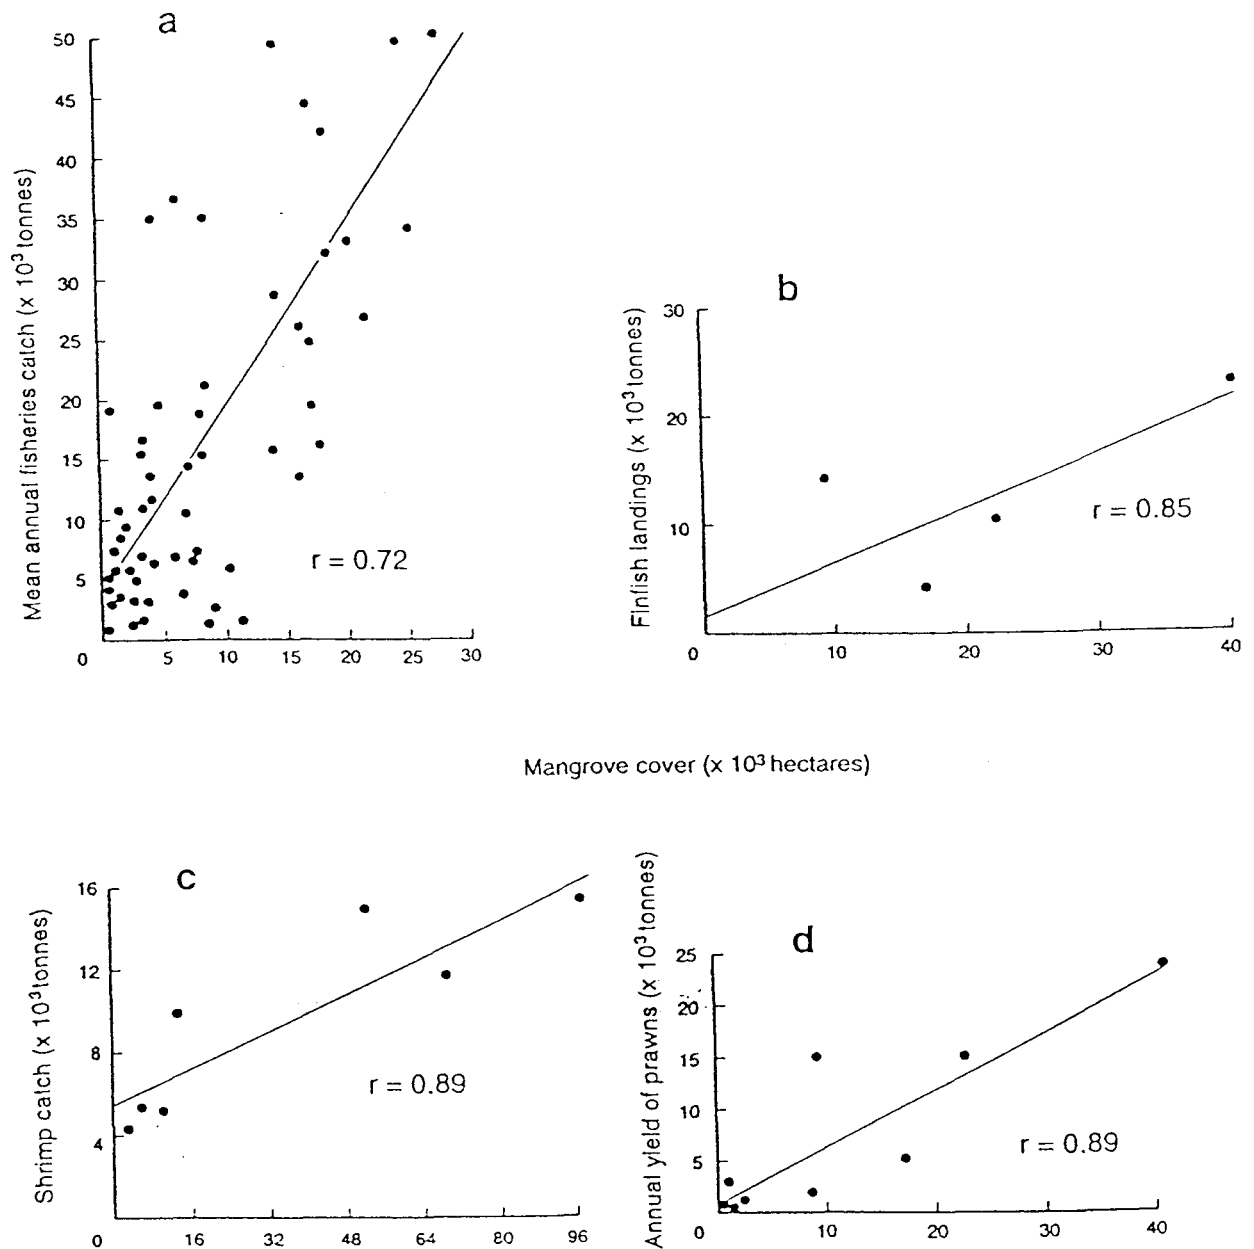 a
Mean annual fisheries catch (x 10³ tonnes)
50
45
40
35
30
25
20
15
10
5
r = 0.72
0 5 10 15 20 25 30
b
Finfish landings (x 10³ tonnes)
30
20
10
r = 0.85
0 10 20 30 40
Mangrove cover (x 10³ hectares)
c
Shrimp catch (x 10³ tonnes)
16
12
8
4
r = 0.89
0 16 32 48 64 80 96
d
Annual yield of prawns (x 10³ tonnes)
25
20
15
10
5
r = 0.89
0 10 20 30 40